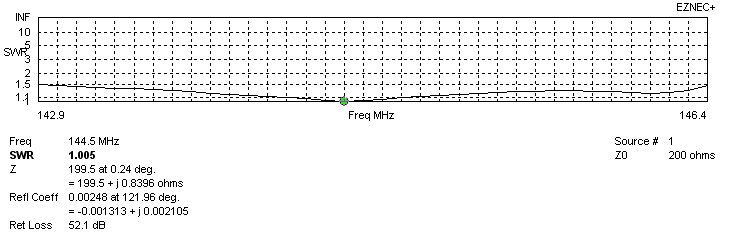 EZNEC+
INF
10
5
SWR
3
2
1.5
1.1
142.9 Freq MHz 146.4
Freq 144.5 MHz Source # 1
SWR 1.005 Z0 200 ohms
Z 199.5 at 0.24 deg.
= 199.5 + j 0.8396 ohms
Refl Coeff 0.00248 at 121.96 deg.
= -0.001313 + j 0.002105
Ret Loss 52.1 dB